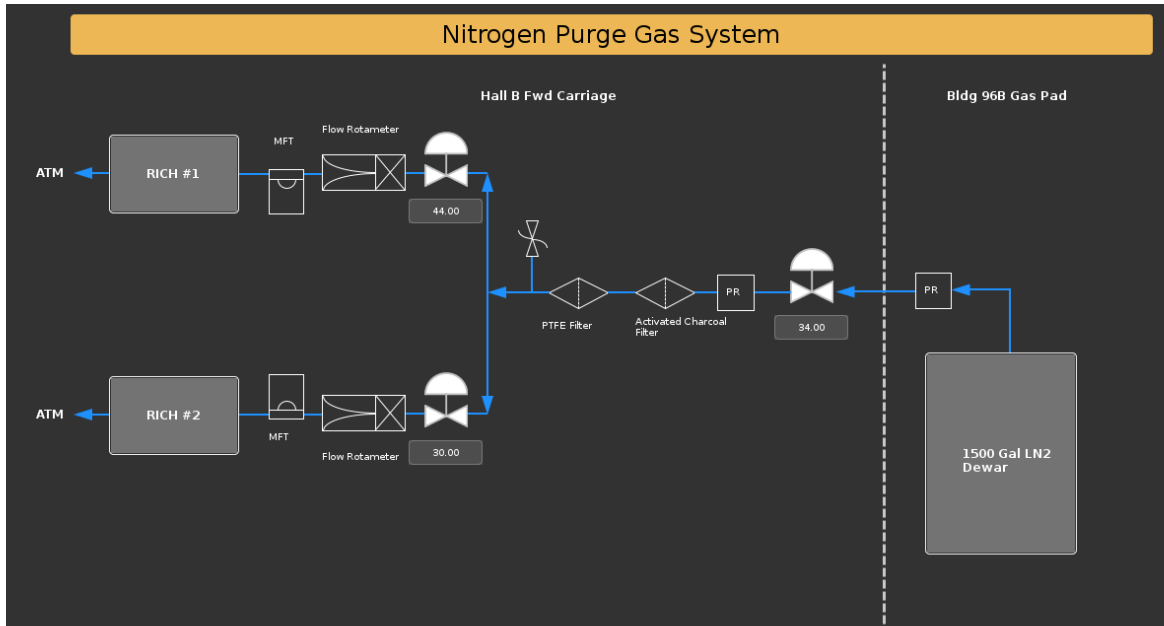 Nitrogen Purge Gas System
Hall B Fwd Carriage
Bldg 96B Gas Pad
Flow Rotameter
MFT
ATM
RICH #1
44.00
PR
PR
PTFE Filter
Activated Charcoal
Filter
34.00
ATM
RICH #2
MFT
Flow Rotameter
30.00
1500 Gal LN2
Dewar